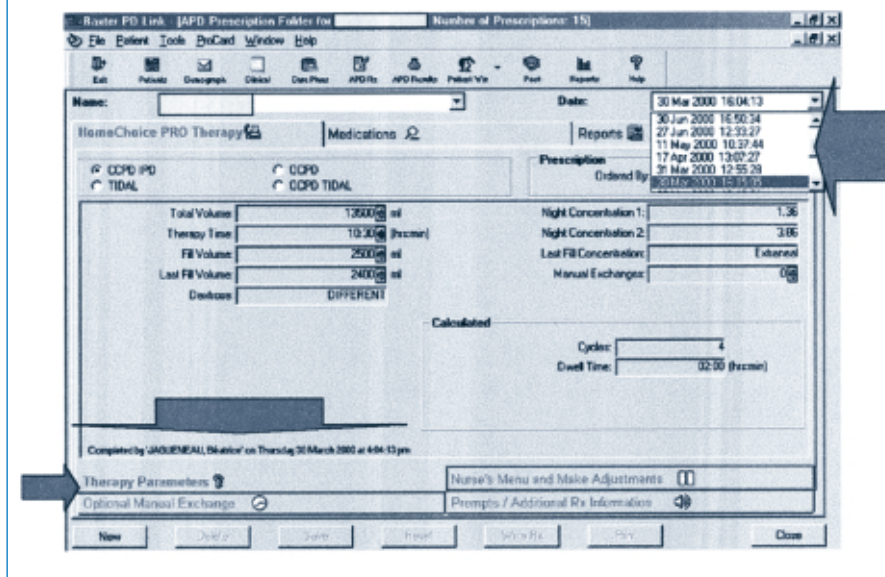 Baxter PD Link - [APD Prescription Folder for Number of Prescriptions: 15]
File Patient Tools ProCard Window Help
Exit Patients Demograph Clinical APD Rx APD Results Patient Vin Post Reports Help
Name: Date: 30 Mar 2000 16:04:13
30 Jun 2000 16:50:34
27 Jun 2000 12:33:27
11 May 2000 10:37:44
17 Apr 2000 13:07:27
31 Mar 2000 12:55:28
HomeChoice PRO Therapy Medications Reports
Prescription
Ordered By
CCPD IPD CCPD
TIDAL CCPD TIDAL
Total Volume: 13500 ml Night Concentration 1: 1.36
Therapy Time: 10:30 (hrs:min) Night Concentration 2: 3.86
Fill Volume: 2500 ml Last Fill Concentration: Extraneal
Last Fill Volume: 2400 ml Manual Exchanges: 0
Dextrose DIFFERENT
Calculated
Cycles: 4
Dwell Time: 02:00 (hrs:min)
Completed by 'JAGUENEAU, Béatrice' on Thursday 30 March 2000 at 4:04:13 pm
Therapy Parameters Nurse's Menu and Make Adjustments
Optional Manual Exchange Prompts / Additional Rx Information
New Delete Save Reset Write Rx Print Close